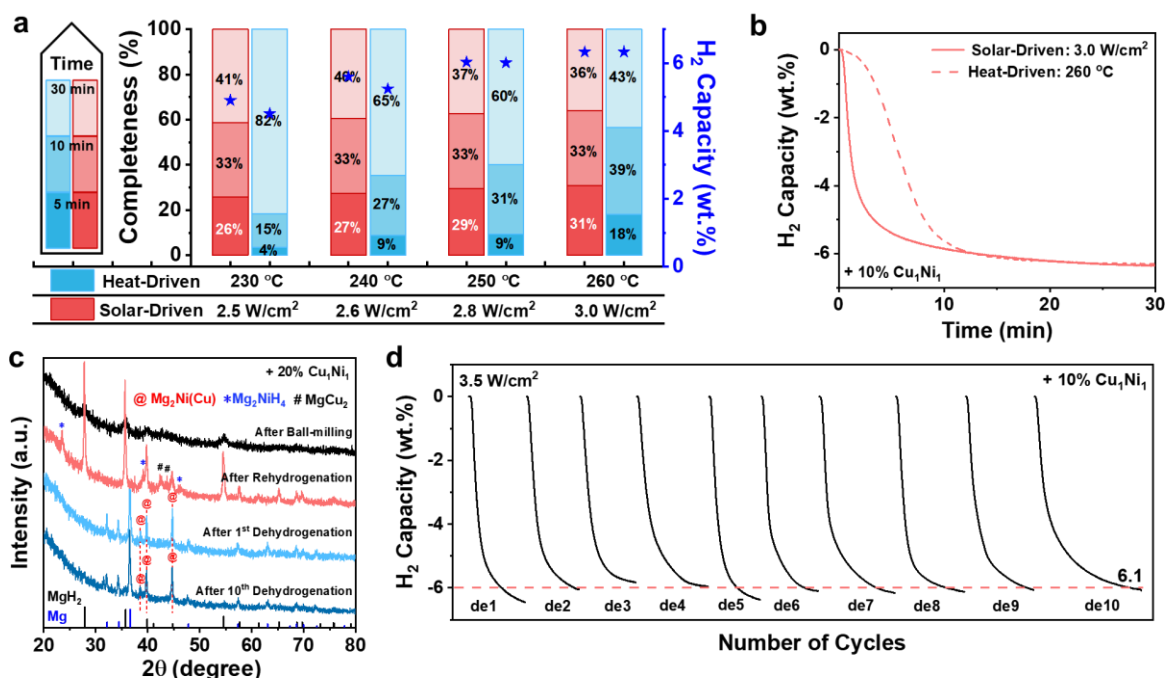 a
Time
30 min
10 min
5 min
Completeness (%)
100
80
60
40
20
0
41%
33%
26%
82%
15%
4%
46%
33%
27%
65%
27%
9%
37%
33%
29%
60%
31%
9%
36%
33%
31%
43%
39%
18%
6
5
4
3
2
1
0
H₂ Capacity (wt.%)
Heat-Driven 230 °C 240 °C 250 °C 260 °C
Solar-Driven 2.5 W/cm² 2.6 W/cm² 2.8 W/cm² 3.0 W/cm²
b
H₂ Capacity (wt.%)
0
-2
-4
-6
Solar-Driven: 3.0 W/cm²
Heat-Driven: 260 °C
+ 10% Cu₁Ni₁
0 10 20 30
Time (min)
c
Intensity (a.u.)
+ 20% Cu₁Ni₁
@ Mg₂Ni(Cu) *Mg₂NiH₄ # MgCu₂
After Ball-milling
* * # # *
After Rehydrogenation
@ @ @
After 1ˢᵗ Dehydrogenation
@ @ @
After 10ᵗʰ Dehydrogenation
MgH₂
Mg
20 30 40 50 60 70 80
2θ (degree)
d
H₂ Capacity (wt.%)
3.5 W/cm²
+ 10% Cu₁Ni₁
0
-2
-4
-6
6.1
de1 de2 de3 de4 de5 de6 de7 de8 de9 de10
Number of Cycles